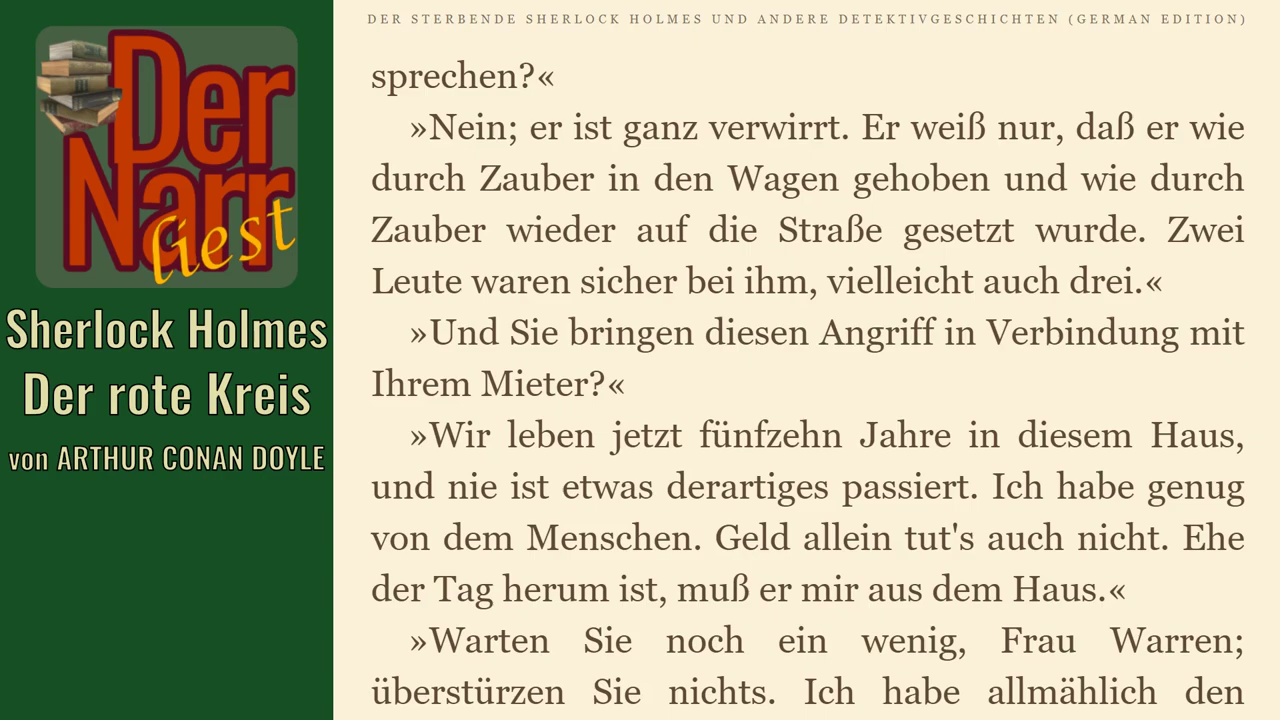 Der
Narr
liest
Sherlock Holmes
Der rote Kreis
von ARTHUR CONAN DOYLE
DER STERBENDE SHERLOCK HOLMES UND ANDERE DETEKTIVGESCHICHTEN (GERMAN EDITION)
sprechen?«
»Nein; er ist ganz verwirrt. Er weiß nur, daß er wie
durch Zauber in den Wagen gehoben und wie durch
Zauber wieder auf die Straße gesetzt wurde. Zwei
Leute waren sicher bei ihm, vielleicht auch drei.«
»Und Sie bringen diesen Angriff in Verbindung mit
Ihrem Mieter?«
»Wir leben jetzt fünfzehn Jahre in diesem Haus,
und nie ist etwas derartiges passiert. Ich habe genug
von dem Menschen. Geld allein tut's auch nicht. Ehe
der Tag herum ist, muß er mir aus dem Haus.«
»Warten Sie noch ein wenig, Frau Warren;
überstürzen Sie nichts. Ich habe allmählich den